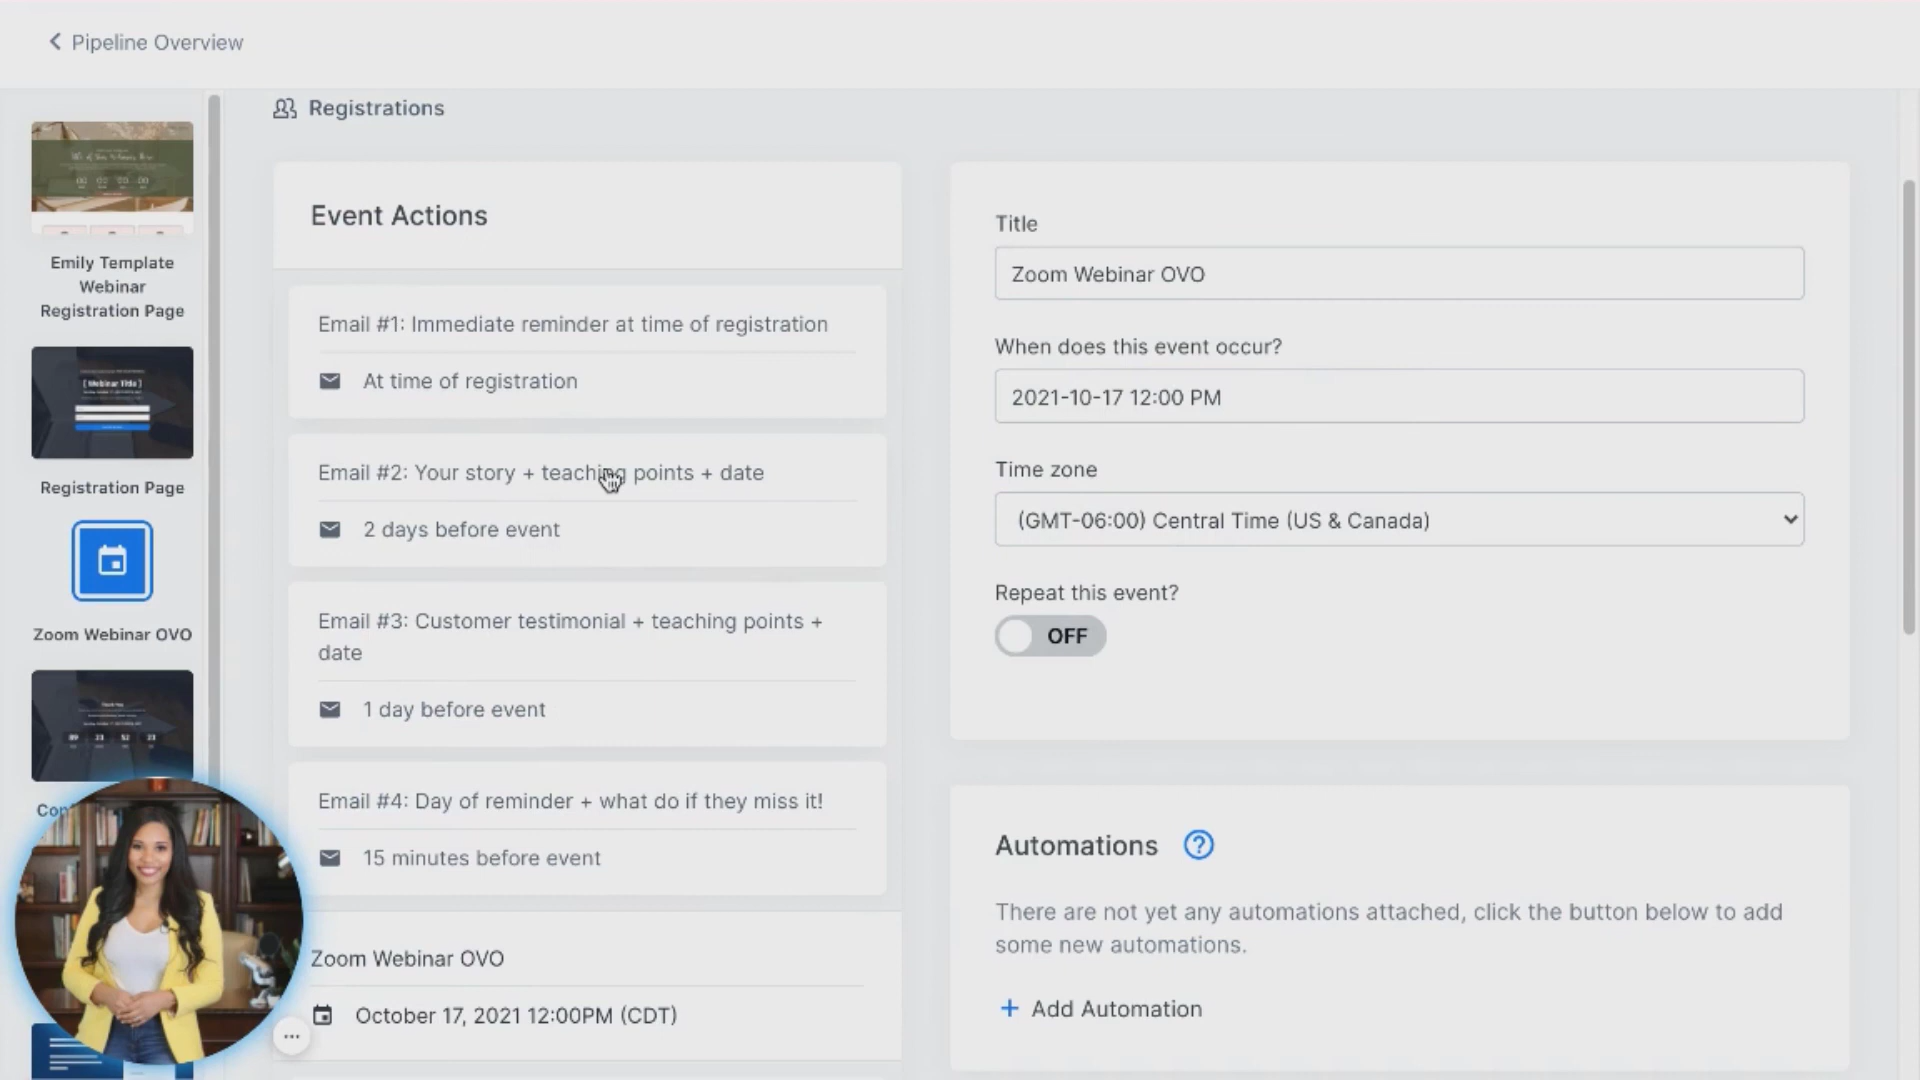 Pipeline Overview
Registrations
Emily Template
Webinar
Registration Page
[ Webinar Title ]
Registration Page
Zoom Webinar OVO
Thank You
Event Actions
Email #1: Immediate reminder at time of registration
At time of registration
Email #2: Your story + teaching points + date
2 days before event
Email #3: Customer testimonial + teaching points +
date
1 day before event
Email #4: Day of reminder + what do if they miss it!
15 minutes before event
Zoom Webinar OVO
October 17, 2021 12:00PM (CDT)
Title
Zoom Webinar OVO
When does this event occur?
2021-10-17 12:00 PM
Time zone
(GMT-06:00) Central Time (US & Canada)
Repeat this event?
OFF
Automations
There are not yet any automations attached, click the button below to add
some new automations.
+ Add Automation